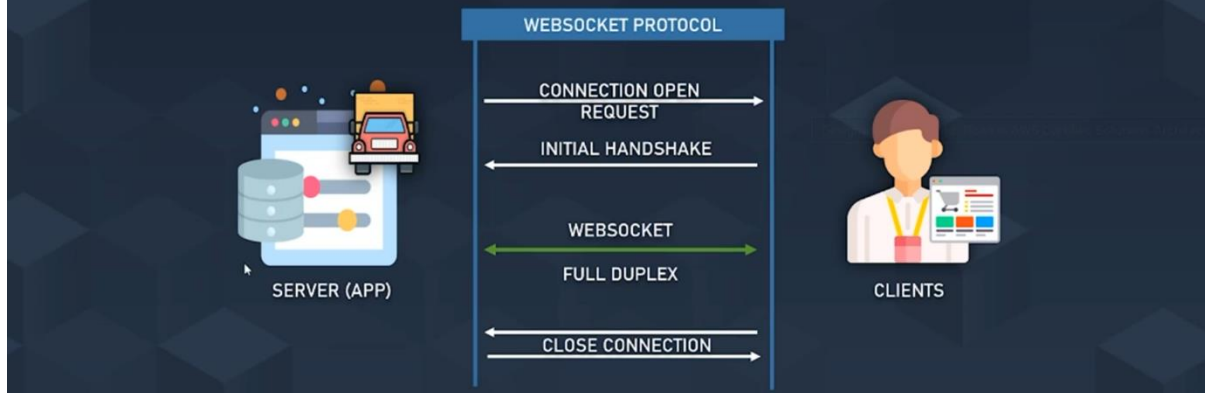 WEBSOCKET PROTOCOL
CONNECTION OPEN
REQUEST
INITIAL HANDSHAKE
WEBSOCKET
FULL DUPLEX
SERVER (APP)
CLIENTS
CLOSE CONNECTION